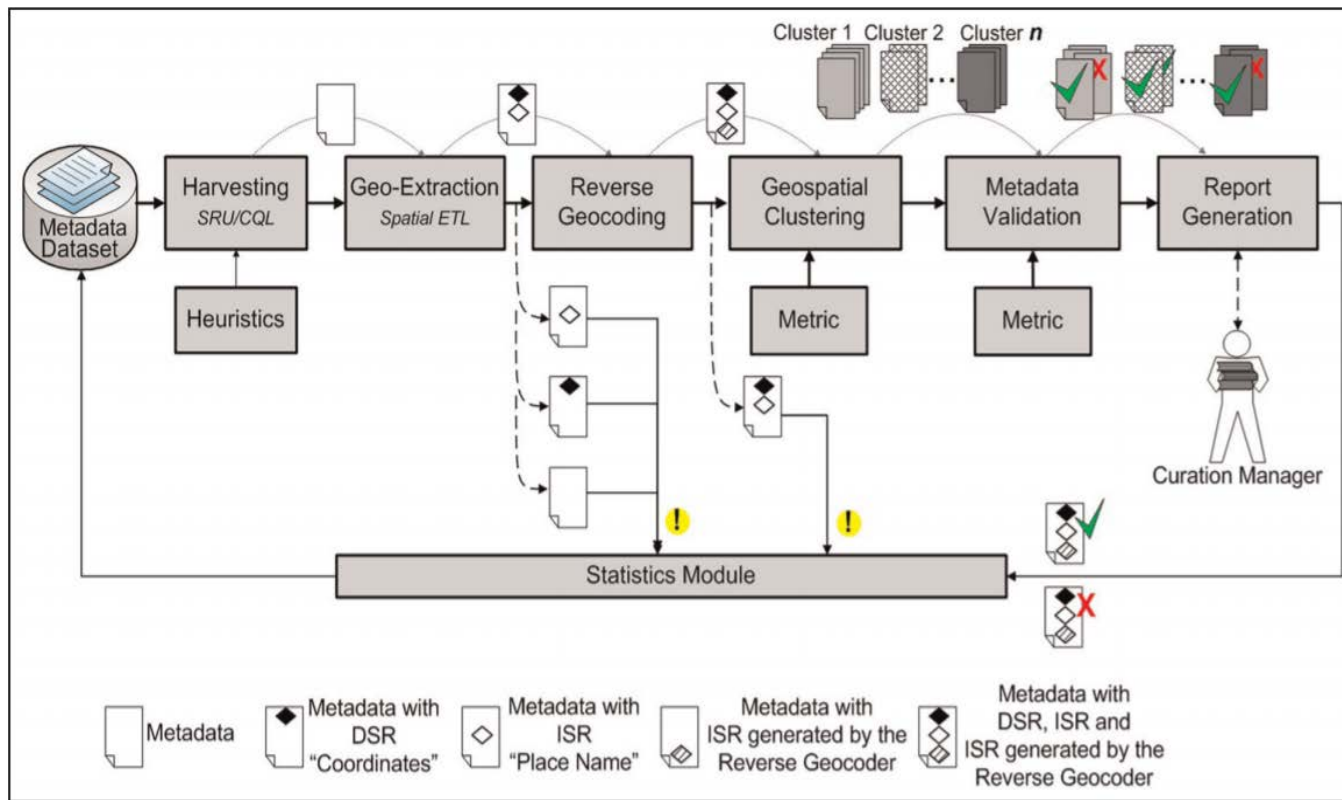 Cluster 1
Cluster 2
Cluster n
...
X
...
X
Metadata
Dataset
Harvesting
SRU/CQL
Geo-Extraction
Spatial ETL
Reverse
Geocoding
Geospatial
Clustering
Metadata
Validation
Report
Generation
Heuristics
Metric
Metric
Curation Manager
!
!
Statistics Module
X
Metadata
Metadata with
DSR
“Coordinates”
Metadata with
ISR
“Place Name”
Metadata with
ISR generated by the
Reverse Geocoder
Metadata with
DSR, ISR and
ISR generated by the
Reverse Geocoder